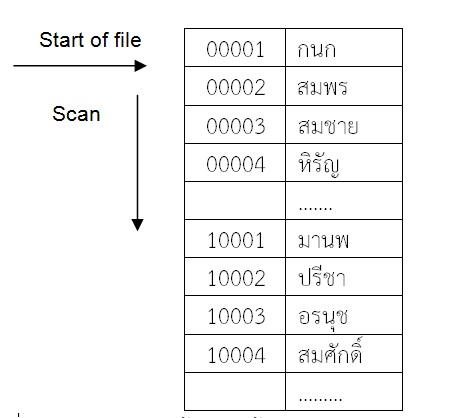 Start of file
Scan
00001 กนก
00002 สมพร
00003 สมชาย
00004 หิรัญ
.......
10001 มานพ
10002 ปรีชา
10003 อรนุช
10004 สมศักดิ์
.........